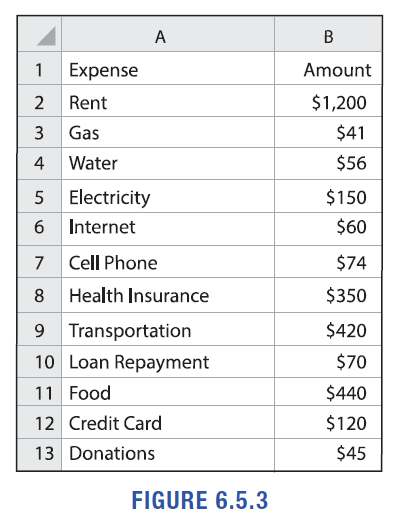 A B
1 Expense Amount
2 Rent $1,200
3 Gas $41
4 Water $56
5 Electricity $150
6 Internet $60
7 Cell Phone $74
8 Health Insurance $350
9 Transportation $420
10 Loan Repayment $70
11 Food $440
12 Credit Card $120
13 Donations $45
FIGURE 6.5.3